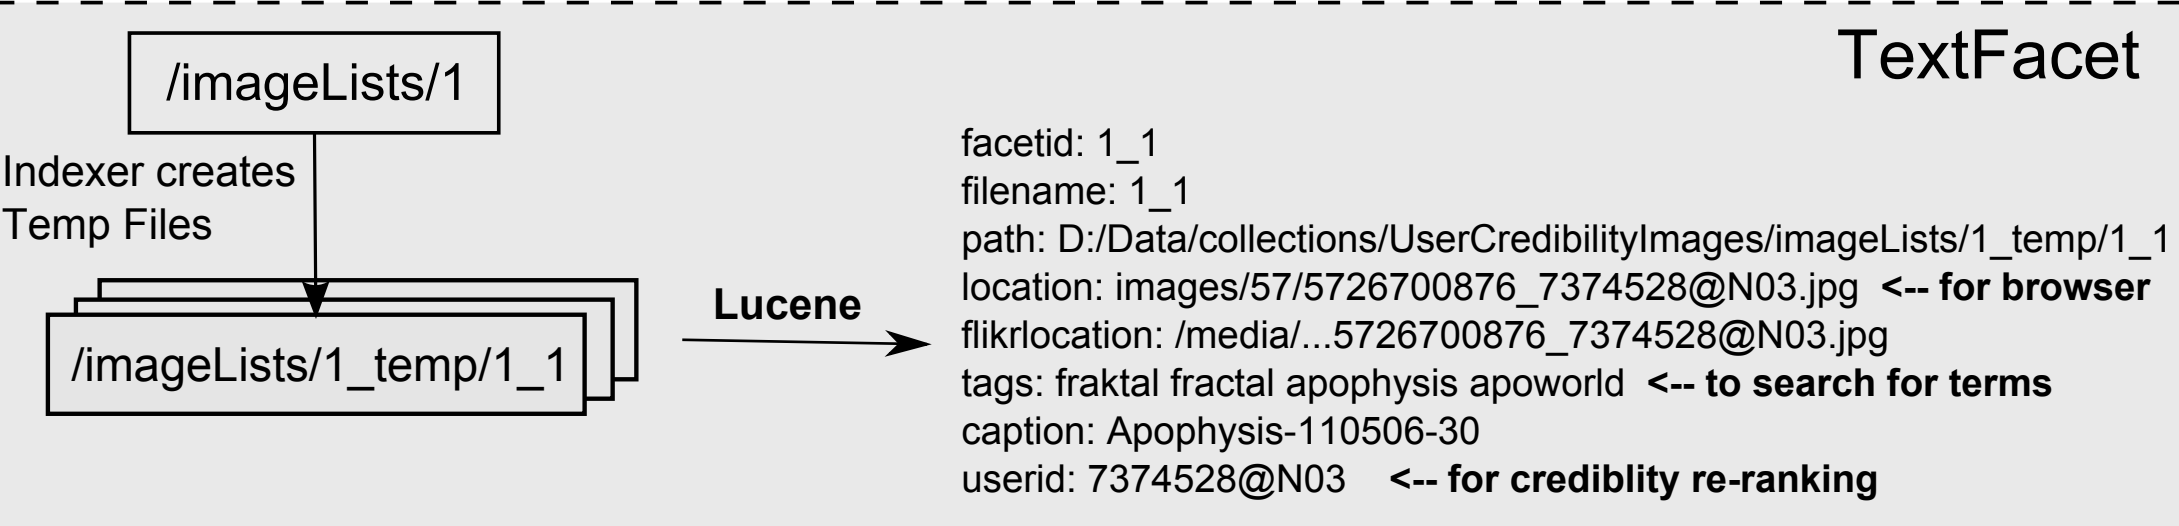 TextFacet
/imageLists/1
Indexer creates
Temp Files
/imageLists/1_temp/1_1
Lucene
facetid: 1_1
filename: 1_1
path: D:/Data/collections/UserCredibilityImages/imageLists/1_temp/1_1
location: images/57/5726700876_7374528@N03.jpg <-- for browser
flikrlocation: /media/...5726700876_7374528@N03.jpg
tags: fraktal fractal apophysis apoworld <-- to search for terms
caption: Apophysis-110506-30
userid: 7374528@N03 <-- for crediblity re-ranking